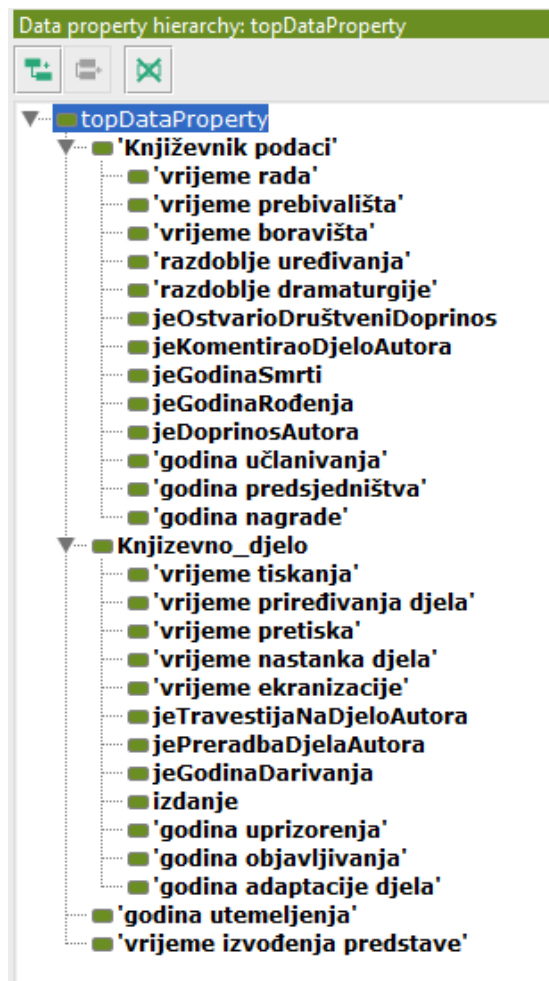 Data property hierarchy: topDataProperty
topDataProperty
'Književnik podaci'
'vrijeme rada'
'vrijeme prebivališta'
'vrijeme boravišta'
'razdoblje uređivanja'
'razdoblje dramaturgije'
jeOstvarioDruštveniDoprinos
jeKomentiraoDjeloAutora
jeGodinaSmrti
jeGodinaRođenja
jeDoprinosAutora
'godina učlanivanja'
'godina predsjedništva'
'godina nagrade'
Knjizevno_djelo
'vrijeme tiskanja'
'vrijeme priređivanja djela'
'vrijeme pretiska'
'vrijeme nastanka djela'
'vrijeme ekranizacije'
jeTravestijaNaDjeloAutora
jePreradbaDjelaAutora
jeGodinaDarivanja
izdanje
'godina uprizorenja'
'godina objavljivanja'
'godina adaptacije djela'
'godina utemeljenja'
'vrijeme izvođenja predstave'